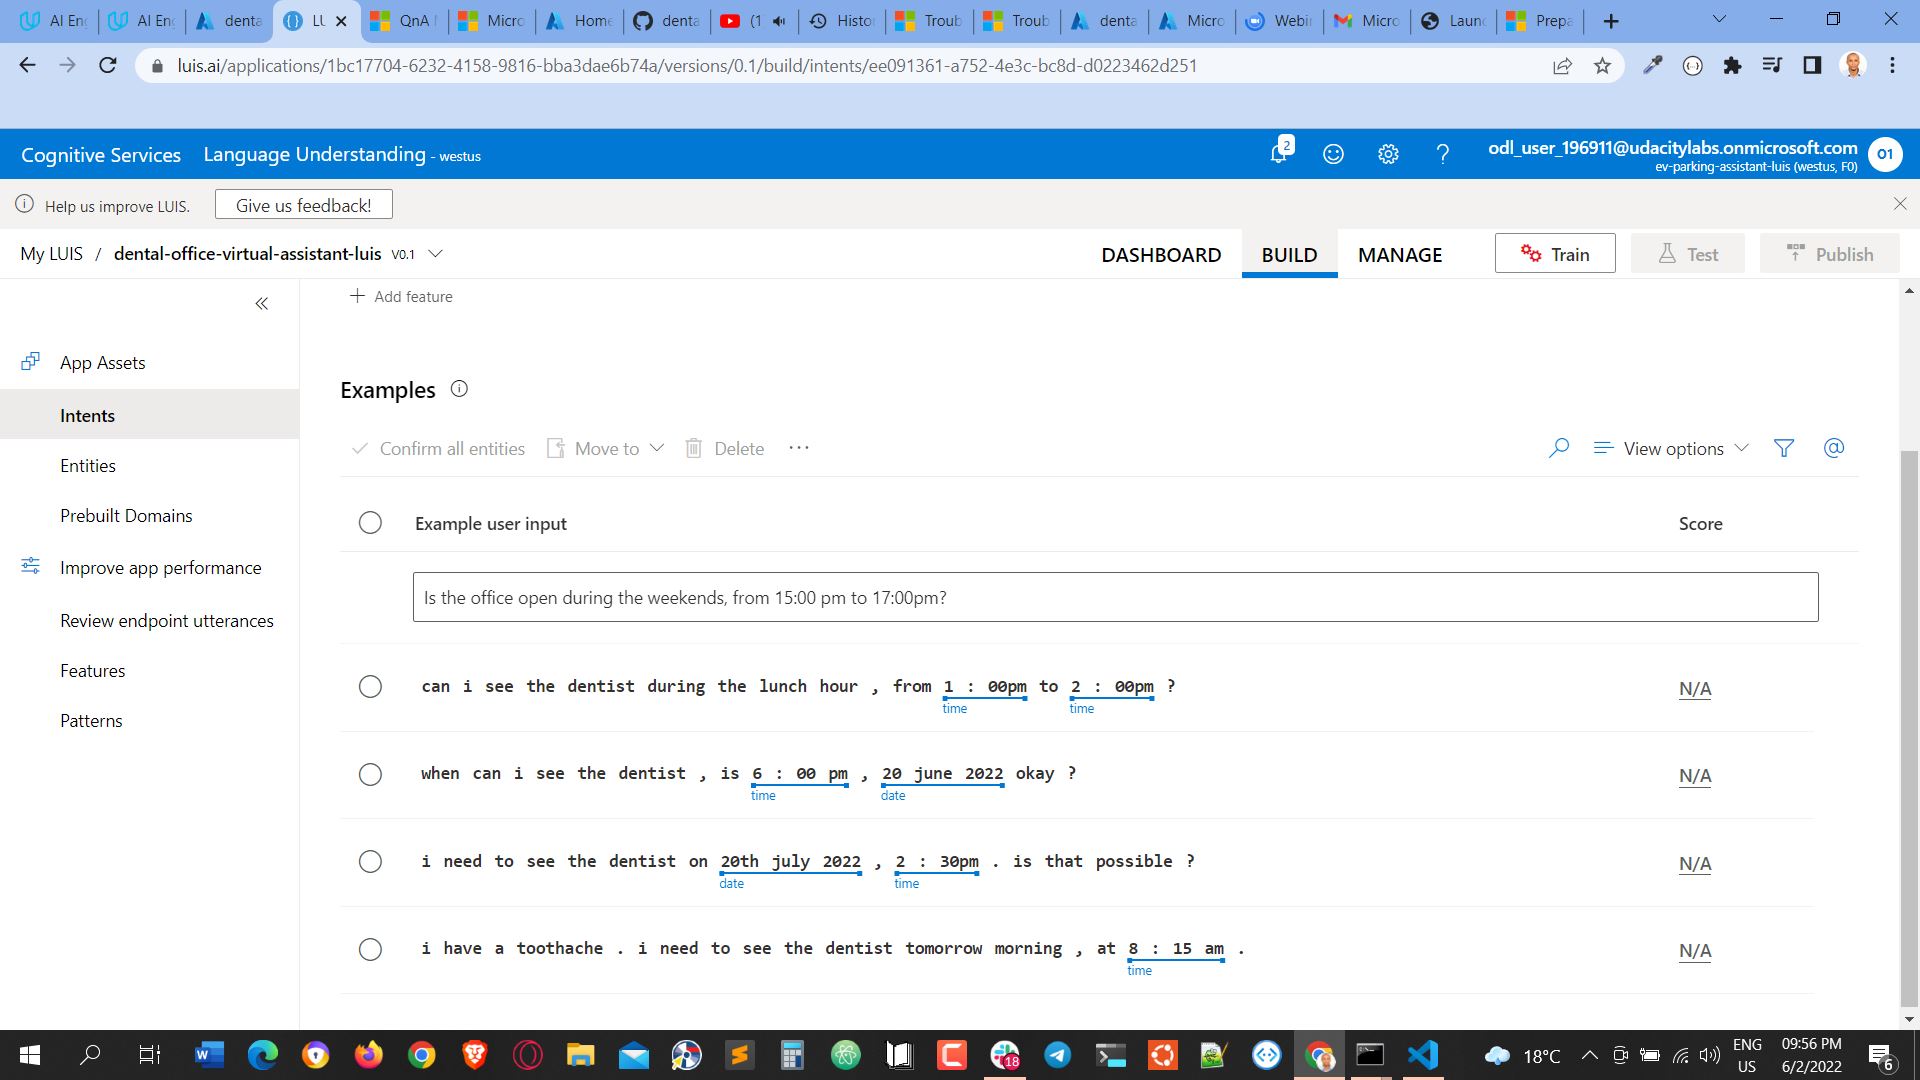 AI En
AI En
denta
LU
QnA
Micro
Home
denta
(1
Histo
Troub
Troub
denta
Micro
Webin
Micro
Laun
Prepa
luis.ai/applications/1bc17704-6232-4158-9816-bba3dae6b74a/versions/0.1/build/intents/ee091361-a752-4e3c-bc8d-d0223462d251
Cognitive Services Language Understanding - westus
2
odl_user_196911@udacitylabs.onmicrosoft.com
ev-parking-assistant-luis (westus, F0)
O1
Help us improve LUIS. Give us feedback!
My LUIS / dental-office-virtual-assistant-luis V0.1
DASHBOARD BUILD MANAGE Train Test Publish
Add feature
App Assets
Intents
Entities
Prebuilt Domains
Improve app performance
Review endpoint utterances
Features
Patterns
Examples
Confirm all entities Move to Delete ··· View options @
Example user input Score
Is the office open during the weekends, from 15:00 pm to 17:00pm?
can i see the dentist during the lunch hour , from 1 : 00pm to 2 : 00pm ? N/A
time time
when can i see the dentist , is 6 : 00 pm , 20 june 2022 okay ? N/A
time date
i need to see the dentist on 20th july 2022 , 2 : 30pm . is that possible ? N/A
date time
i have a toothache . i need to see the dentist tomorrow morning , at 8 : 15 am . N/A
time
18
18°C
ENG
US
09:56 PM
6/2/2022
6